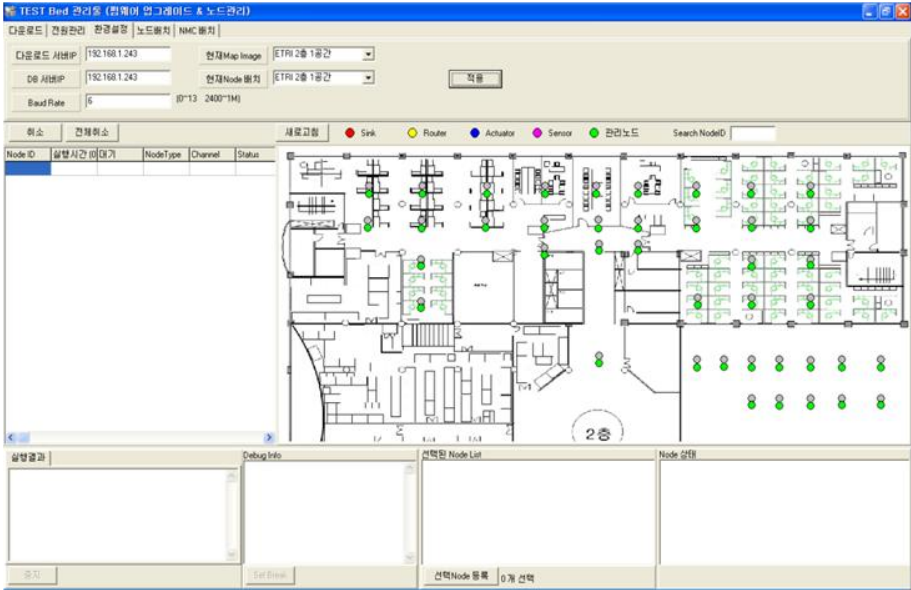 TEST Bed 관리툴 (펌웨어 업그레이드 & 노드관리)
다운로드 전원관리 환경설정 노드배치 NMC 배치
다운로드 서버IP 192.168.1.243 현재Map Image ETRI 2층 1공간
DB 서버IP 192.168.1.243 현재Node 배치 ETRI 2층 1공간 적용
Baud Rate 6 (0~13 2400~1M)
취소 전체취소 새로고침 Sink Router Actuator Sensor 관리노드 Search NodeID
Node ID 실행시간 (0 대기 NodeType Channel Status
2층
실행결과 Debug Info 선택된 Node List Node 상태
중지 Set Break 선택Node 등록 0개 선택